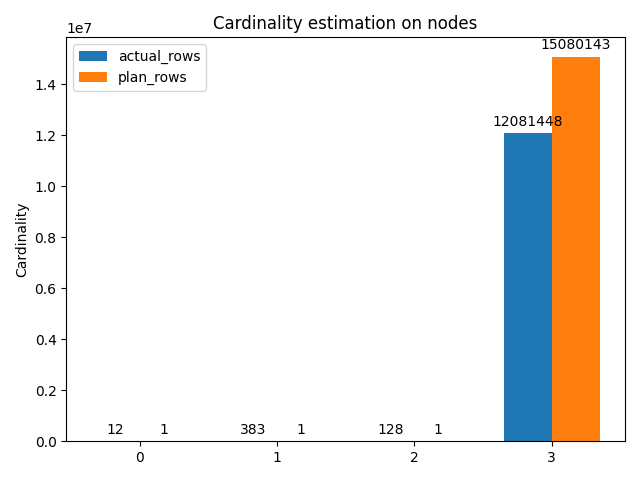 Cardinality estimation on nodes
1e7
actual_rows
plan_rows
15080143
12081448
1.4
1.2
1.0
0.8
0.6
0.4
0.2
0.0
Cardinality
12 1 383 1 128 1
0 1 2 3